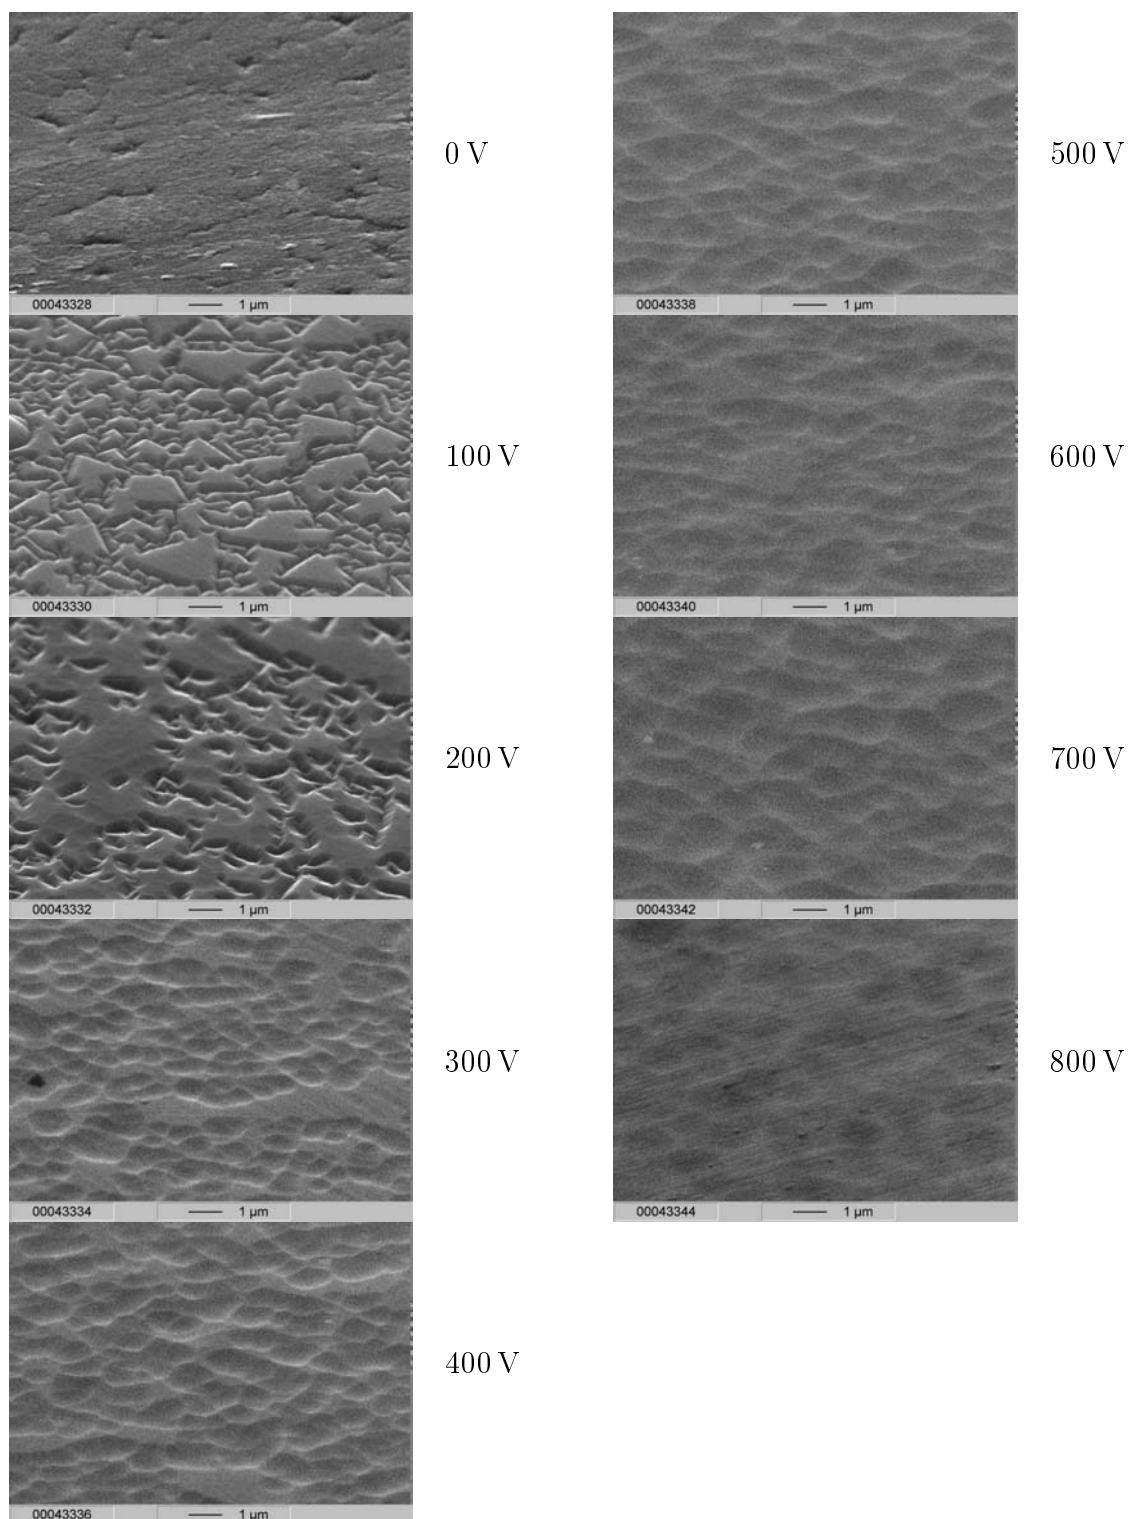 0 V
00043328 1 µm
100 V
00043330 1 µm
200 V
00043332 1 µm
300 V
00043334 1 µm
400 V
00043336 1 µm
500 V
00043338 1 µm
600 V
00043340 1 µm
700 V
00043342 1 µm
800 V
00043344 1 µm